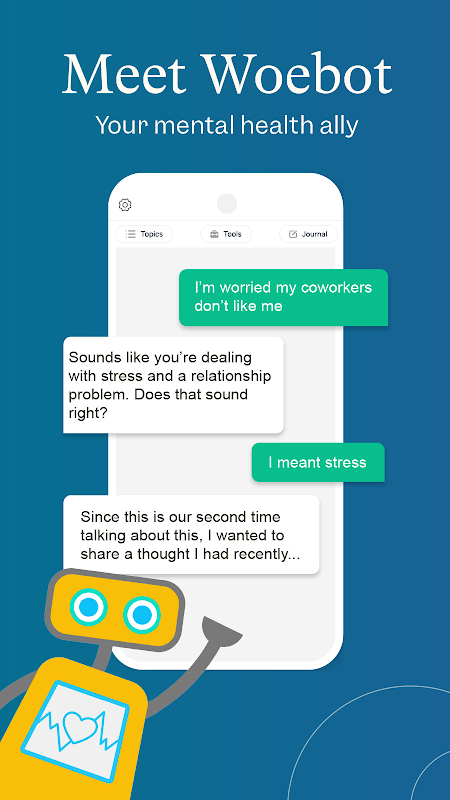 Meet Woebot
Your mental health ally
Topics
Tools
Journal
I'm worried my coworkers
don't like me
Sounds like you're dealing
with stress and a relationship
problem. Does that sound
right?
I meant stress
Since this is our second time
talking about this, I wanted to
share a thought I had recently...